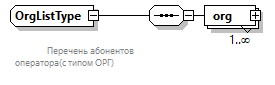 OrgListType
org
1..∞
Перечень абонентов
оператора(с типом ОРГ)